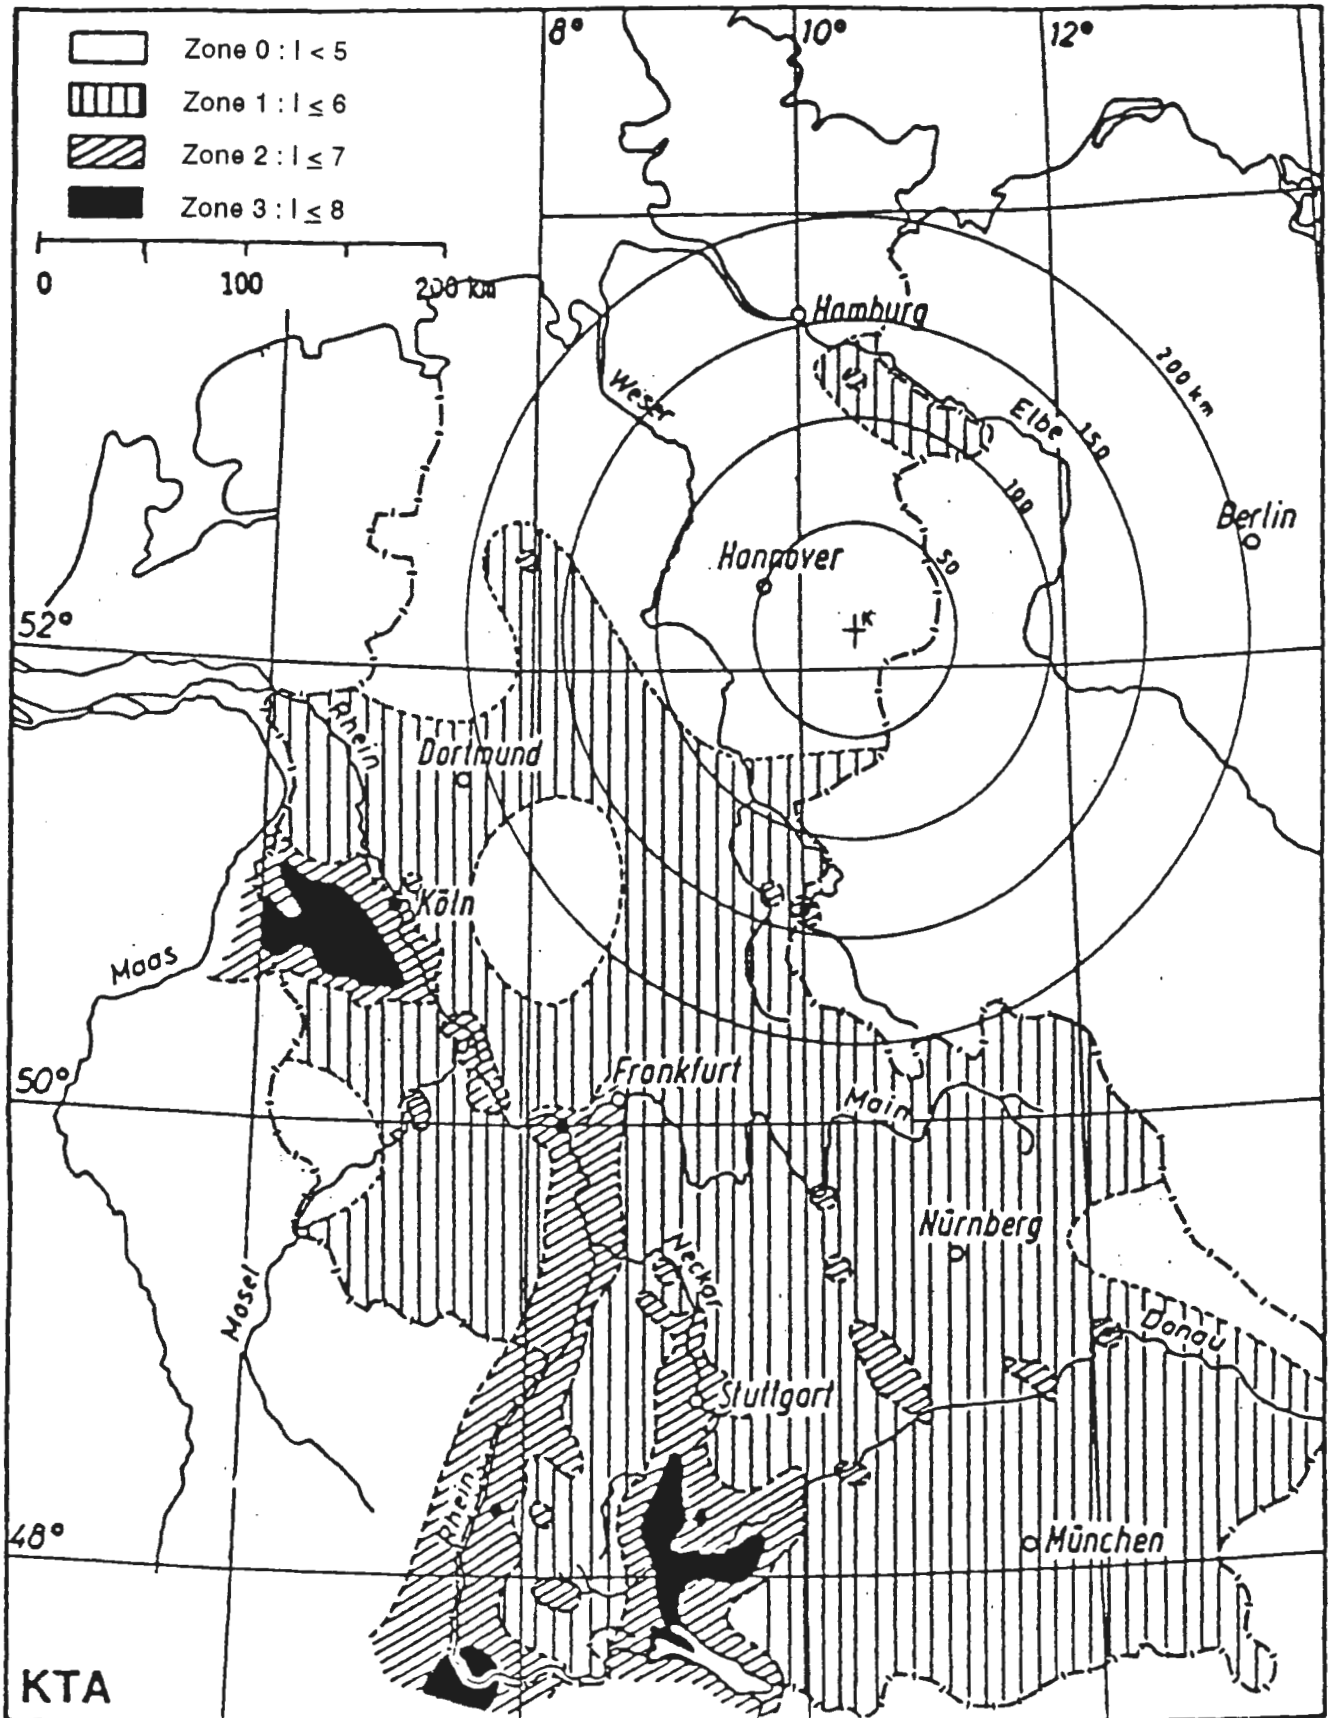 8°
10°
12°
Zone 0 : I < 5
Zone 1 : I ≤ 6
Zone 2 : I ≤ 7
Zone 3 : I ≤ 8
0
100
200 km
Hamburg
Weser
Elbe
200 km
150
100
50
Berlin
Hannover
K
52°
Rhein
Dortmund
Köln
Maas
50°
Frankfurt
Main
Nürnberg
Neckar
Mosel
Donau
Stuttgart
Rhein
48°
München
KTA